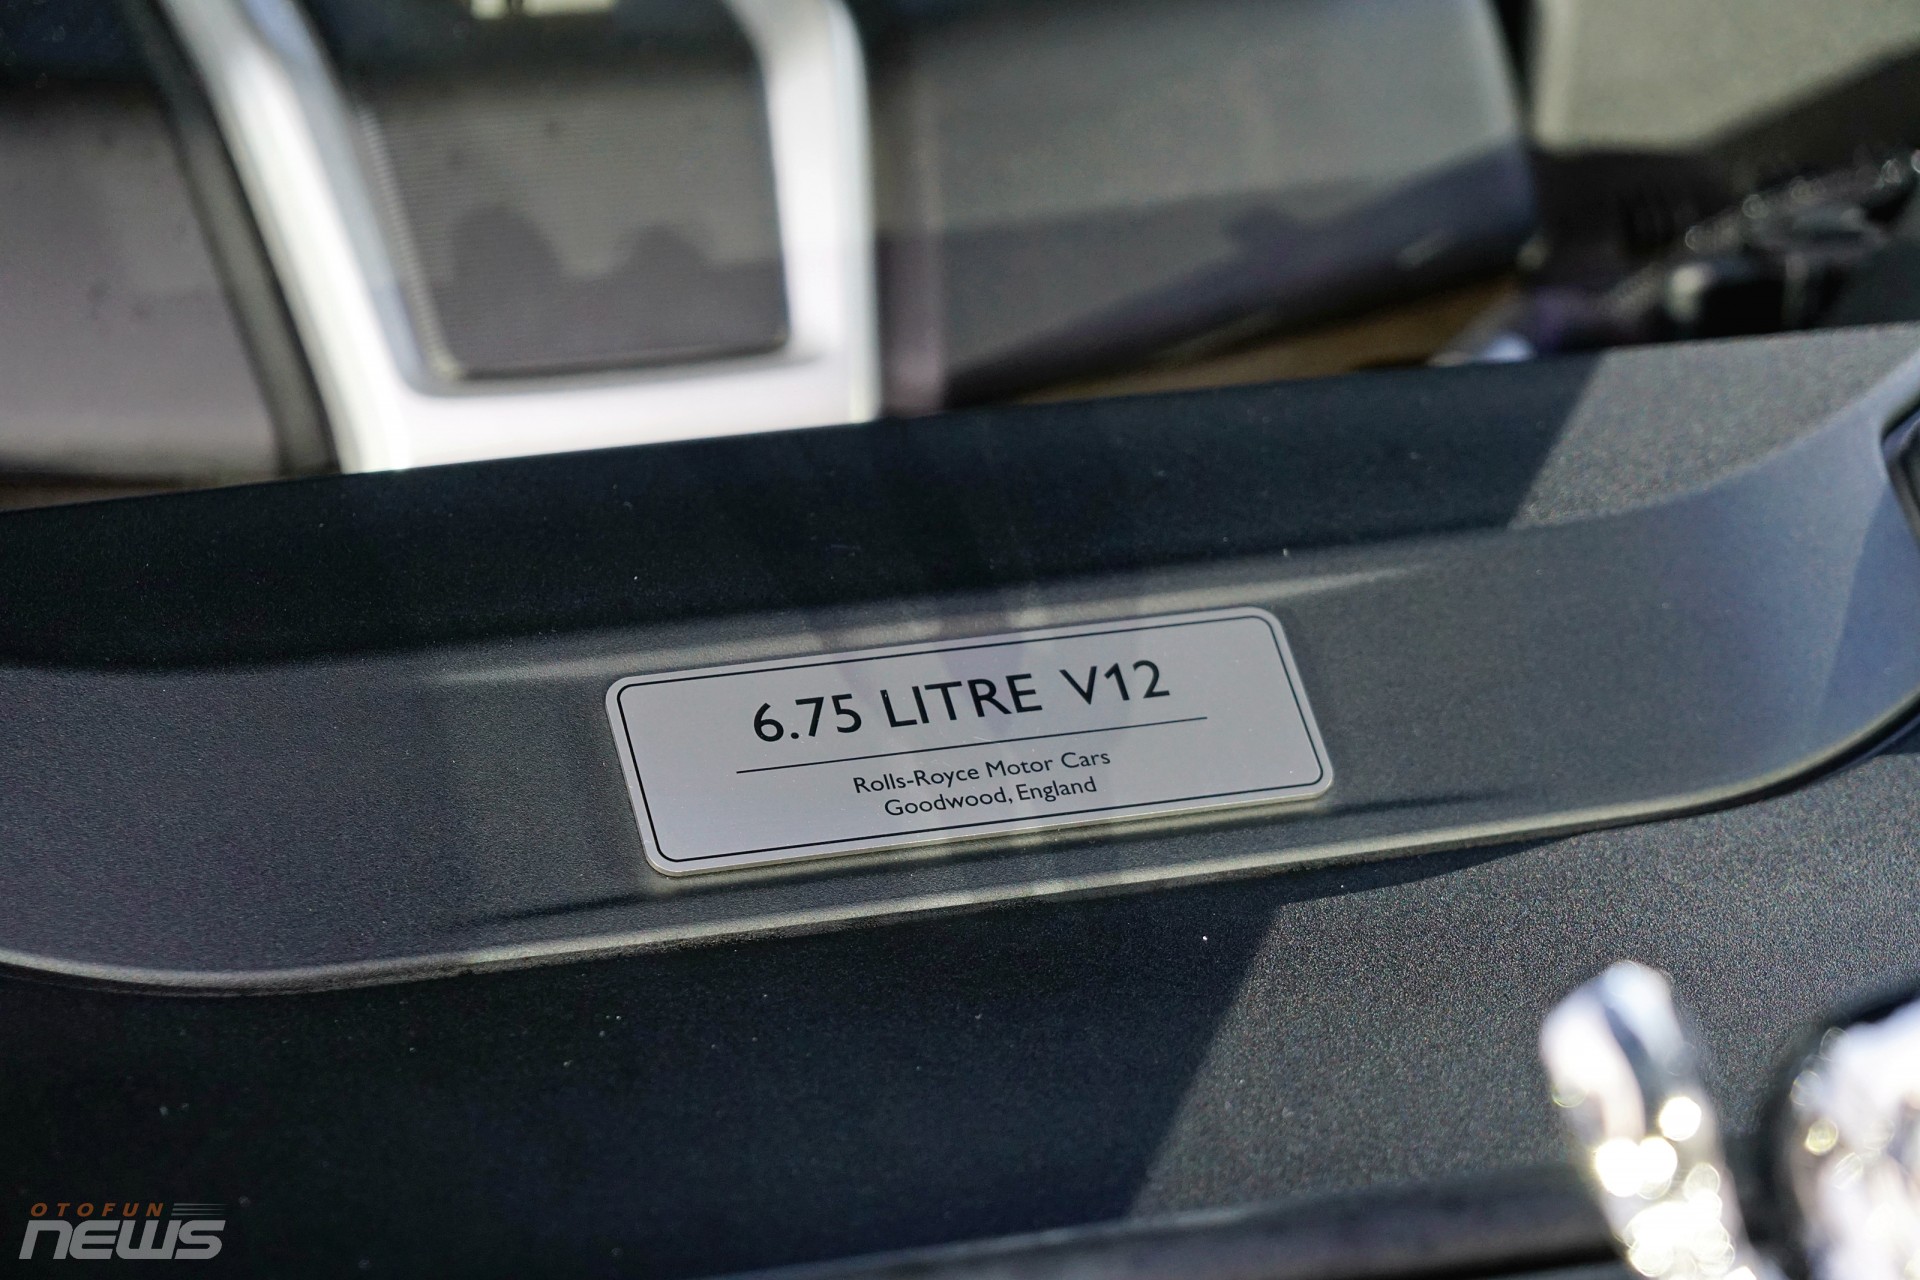 6.75 LITRE V12
Rolls-Royce Motor Cars
Goodwood, England
OTOFUN
NEWS